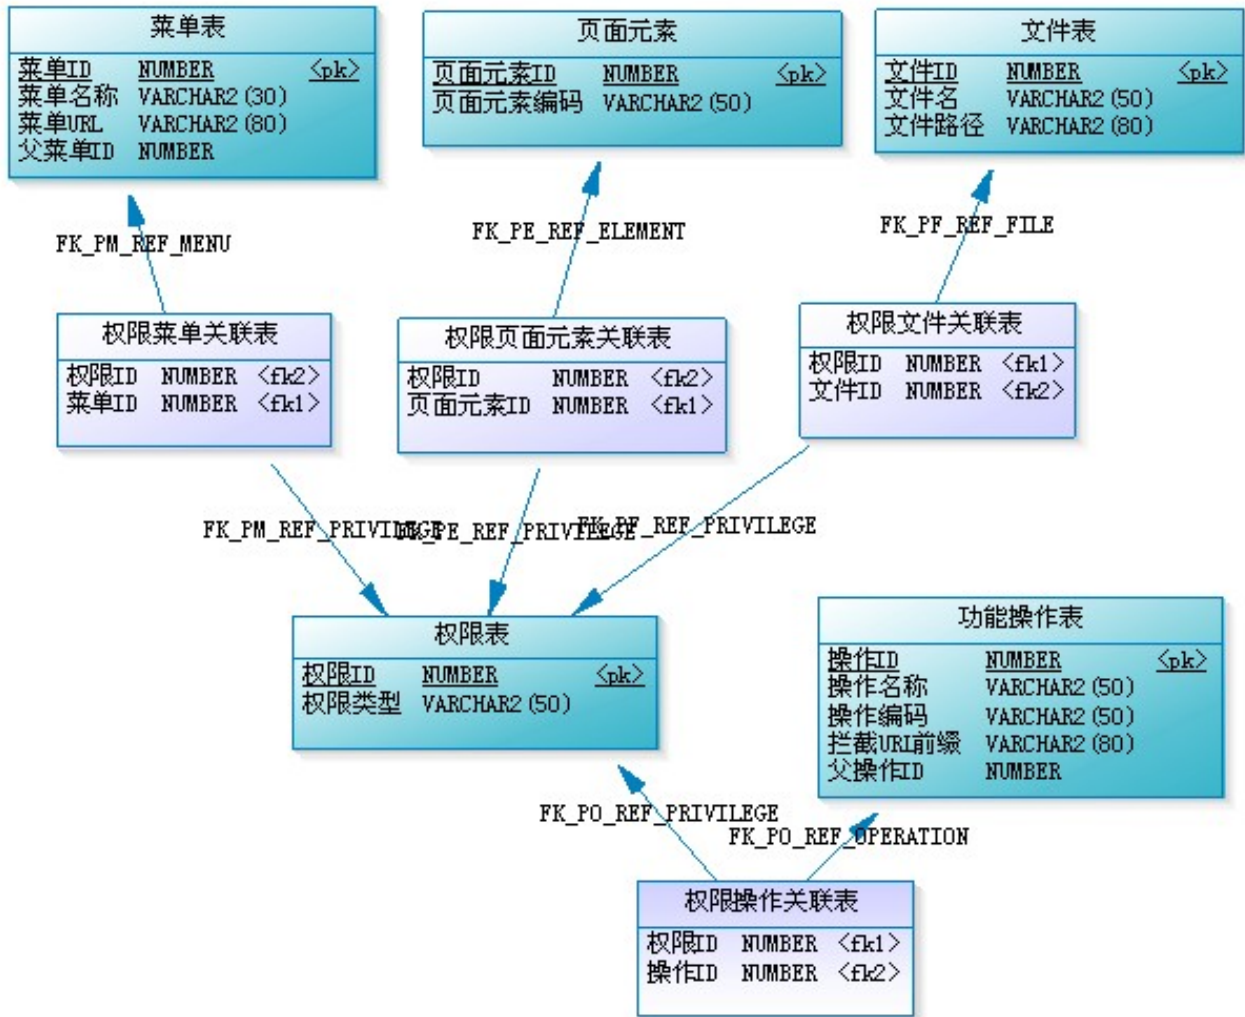 菜单表
菜单ID NUMBER <pk>
菜单名称 VARCHAR2(30)
菜单URL VARCHAR2(80)
父菜单ID NUMBER
页面元素
页面元素ID NUMBER <pk>
页面元素编码 VARCHAR2(50)
文件表
文件ID NUMBER <pk>
文件名 VARCHAR2(50)
文件路径 VARCHAR2(80)
FK_PM_REF_MENU
FK_PE_REF_ELEMENT
FK_PF_REF_FILE
权限菜单关联表
权限ID NUMBER <fk2>
菜单ID NUMBER <fk1>
权限页面元素关联表
权限ID NUMBER <fk2>
页面元素ID NUMBER <fk1>
权限文件关联表
权限ID NUMBER <fk1>
文件ID NUMBER <fk2>
FK_PM_REF_PRIVILEGE
FK_PE_REF_PRIVILEGE
FK_PF_REF_PRIVILEGE
权限表
权限ID NUMBER <pk>
权限类型 VARCHAR2(50)
功能操作表
操作ID NUMBER <pk>
操作名称 VARCHAR2(50)
操作编码 VARCHAR2(50)
拦截URL前缀 VARCHAR2(80)
父操作ID NUMBER
FK_PO_REF_PRIVILEGE
FK_PO_REF_OPERATION
权限操作关联表
权限ID NUMBER <fk1>
操作ID NUMBER <fk2>